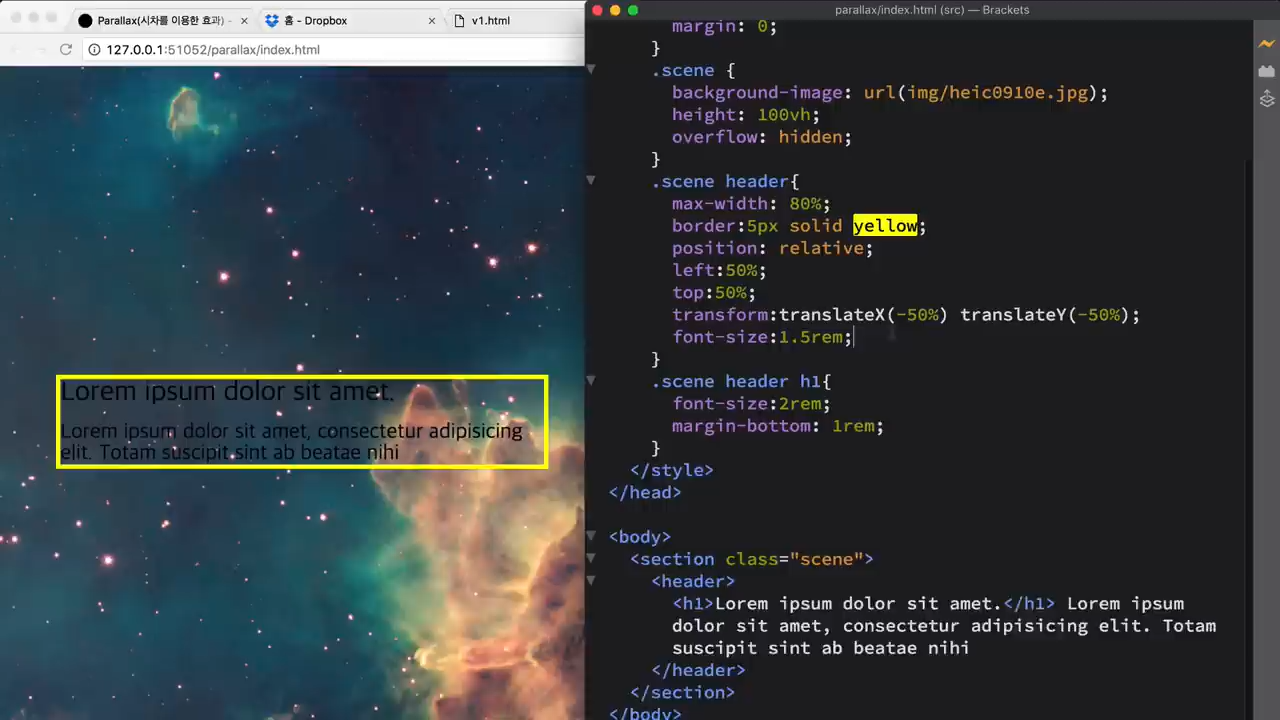 Parallax(시차를 이용한 효과) -
홈 - Dropbox
v1.html
127.0.0.1:51052/parallax/index.html
Lorem ipsum dolor sit amet.
Lorem ipsum dolor sit amet, consectetur adipisicing
elit. Totam suscipit sint ab beatae nihi
parallax/index.html (src) — Brackets
margin: 0;
}
.scene {
background-image: url(img/heic0910e.jpg);
height: 100vh;
overflow: hidden;
}
.scene header{
max-width: 80%;
border:5px solid yellow;
position: relative;
left:50%;
top:50%;
transform:translateX(-50%) translateY(-50%);
font-size:1.5rem;
}
.scene header h1{
font-size:2rem;
margin-bottom: 1rem;
}
</style>
</head>
<body>
<section class="scene">
<header>
<h1>Lorem ipsum dolor sit amet.</h1> Lorem ipsum
dolor sit amet, consectetur adipisicing elit. Totam
suscipit sint ab beatae nihi
</header>
</section>
</body>